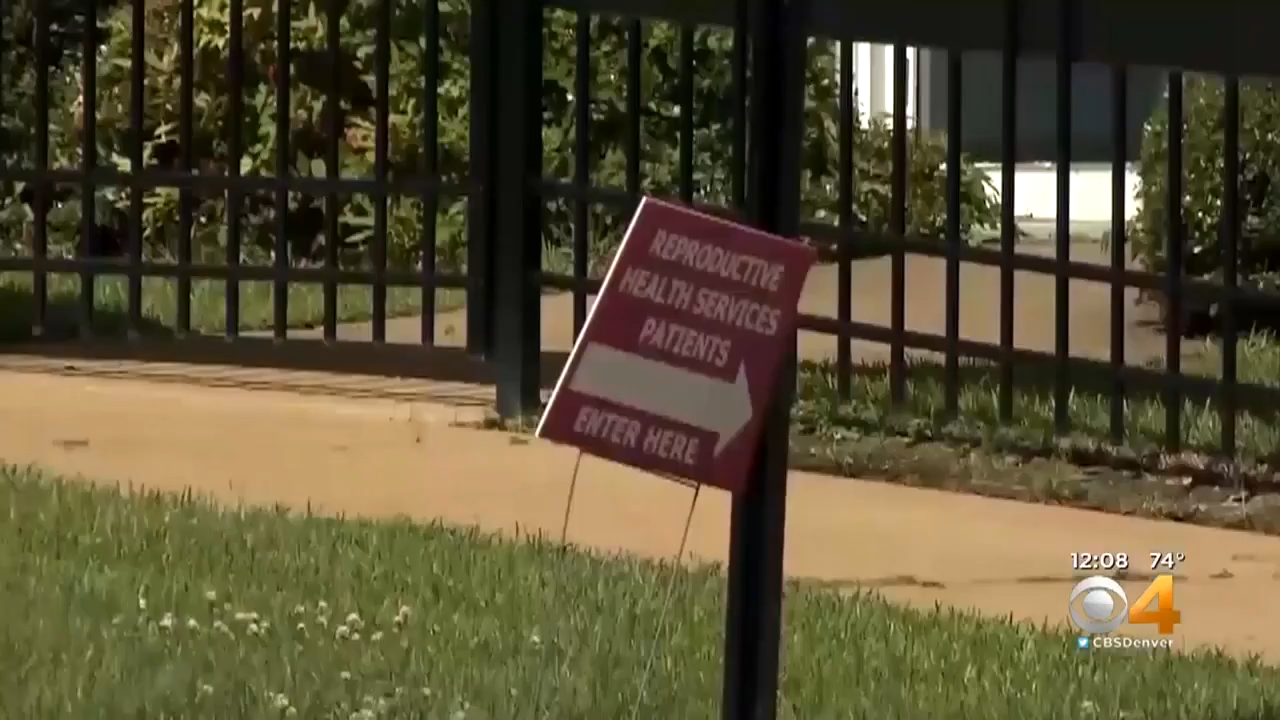 REPRODUCTIVE
HEALTH SERVICES
PATIENTS
ENTER HERE
12:08 74°
4
CBSDenver